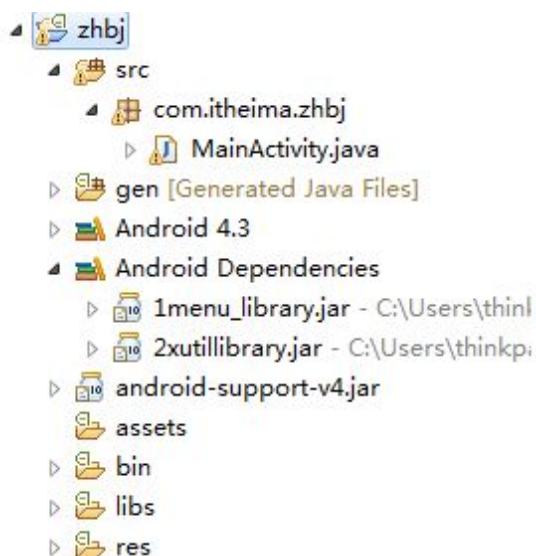 zhbj
src
com.itheima.zhbj
MainActivity.java
gen [Generated Java Files]
Android 4.3
Android Dependencies
1menu_library.jar - C:\Users\think
2xutillibrary.jar - C:\Users\thinkpa
android-support-v4.jar
assets
bin
libs
res